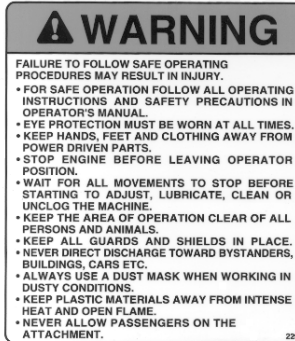 WARNING
FAILURE TO FOLLOW SAFE OPERATING
PROCEDURES MAY RESULT IN INJURY.
• FOR SAFE OPERATION FOLLOW ALL OPERATING
INSTRUCTIONS AND SAFETY PRECAUTIONS IN
OPERATOR'S MANUAL.
• EYE PROTECTION MUST BE WORN AT ALL TIMES.
• KEEP HANDS, FEET AND CLOTHING AWAY FROM
POWER DRIVEN PARTS.
• STOP ENGINE BEFORE LEAVING OPERATOR
POSITION.
• WAIT FOR ALL MOVEMENTS TO STOP BEFORE
STARTING TO ADJUST, LUBRICATE, CLEAN OR
UNCLOG THE MACHINE.
• KEEP THE AREA OF OPERATION CLEAR OF ALL
PERSONS AND ANIMALS.
• KEEP ALL GUARDS AND SHIELDS IN PLACE.
• NEVER DIRECT DISCHARGE TOWARD BYSTANDERS,
BUILDINGS, CARS ETC.
• ALWAYS USE A DUST MASK WHEN WORKING IN
DUSTY CONDITIONS.
• KEEP PLASTIC MATERIALS AWAY FROM INTENSE
HEAT AND OPEN FLAME.
• NEVER ALLOW PASSENGERS ON THE
ATTACHMENT.